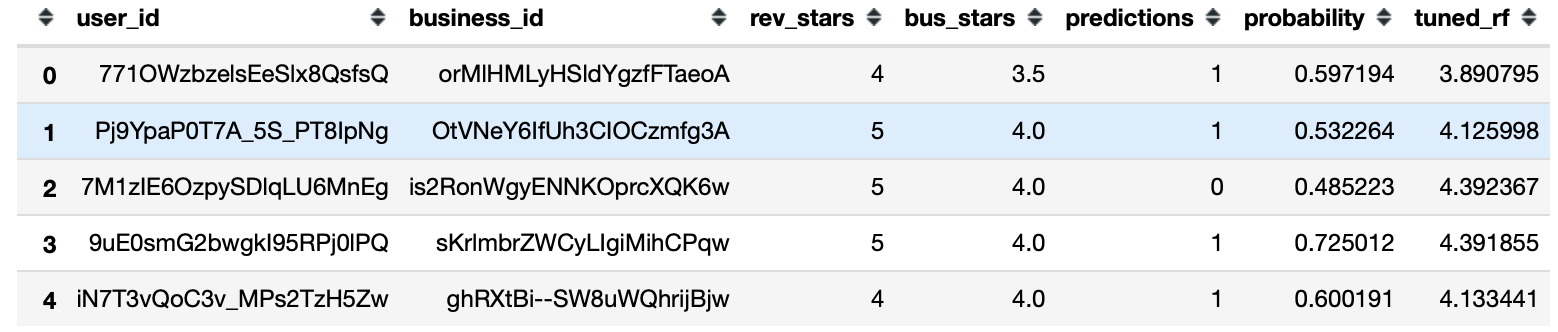 user_id business_id rev_stars bus_stars predictions probability tuned_rf
0 771OWzbzelsEeSlx8QsfsQ orMlHMLyHSldYgzfFTaeoA 4 3.5 1 0.597194 3.890795
1 Pj9YpaP0T7A_5S_PT8IpNg OtVNeY6IfUh3ClOCzmfg3A 5 4.0 1 0.532264 4.125998
2 7M1zIE6OzpySDlqLU6MnEg is2RonWgyENNKOprcXQK6w 5 4.0 0 0.485223 4.392367
3 9uE0smG2bwgkI95RPj0lPQ sKrlmbrZWCyLIgiMihCPqw 5 4.0 1 0.725012 4.391855
4 iN7T3vQoC3v_MPs2TzH5Zw ghRXtBi--SW8uWQhrijBjw 4 4.0 1 0.600191 4.133441